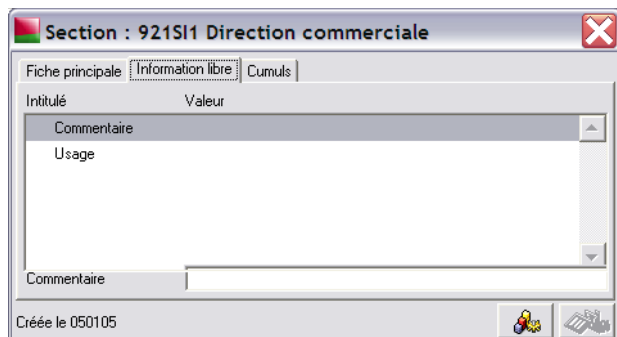 Section : 921SI1 Direction commerciale
Fiche principale Information libre Cumuls
Intitulé Valeur
Commentaire
Usage
Commentaire
Créée le 050105